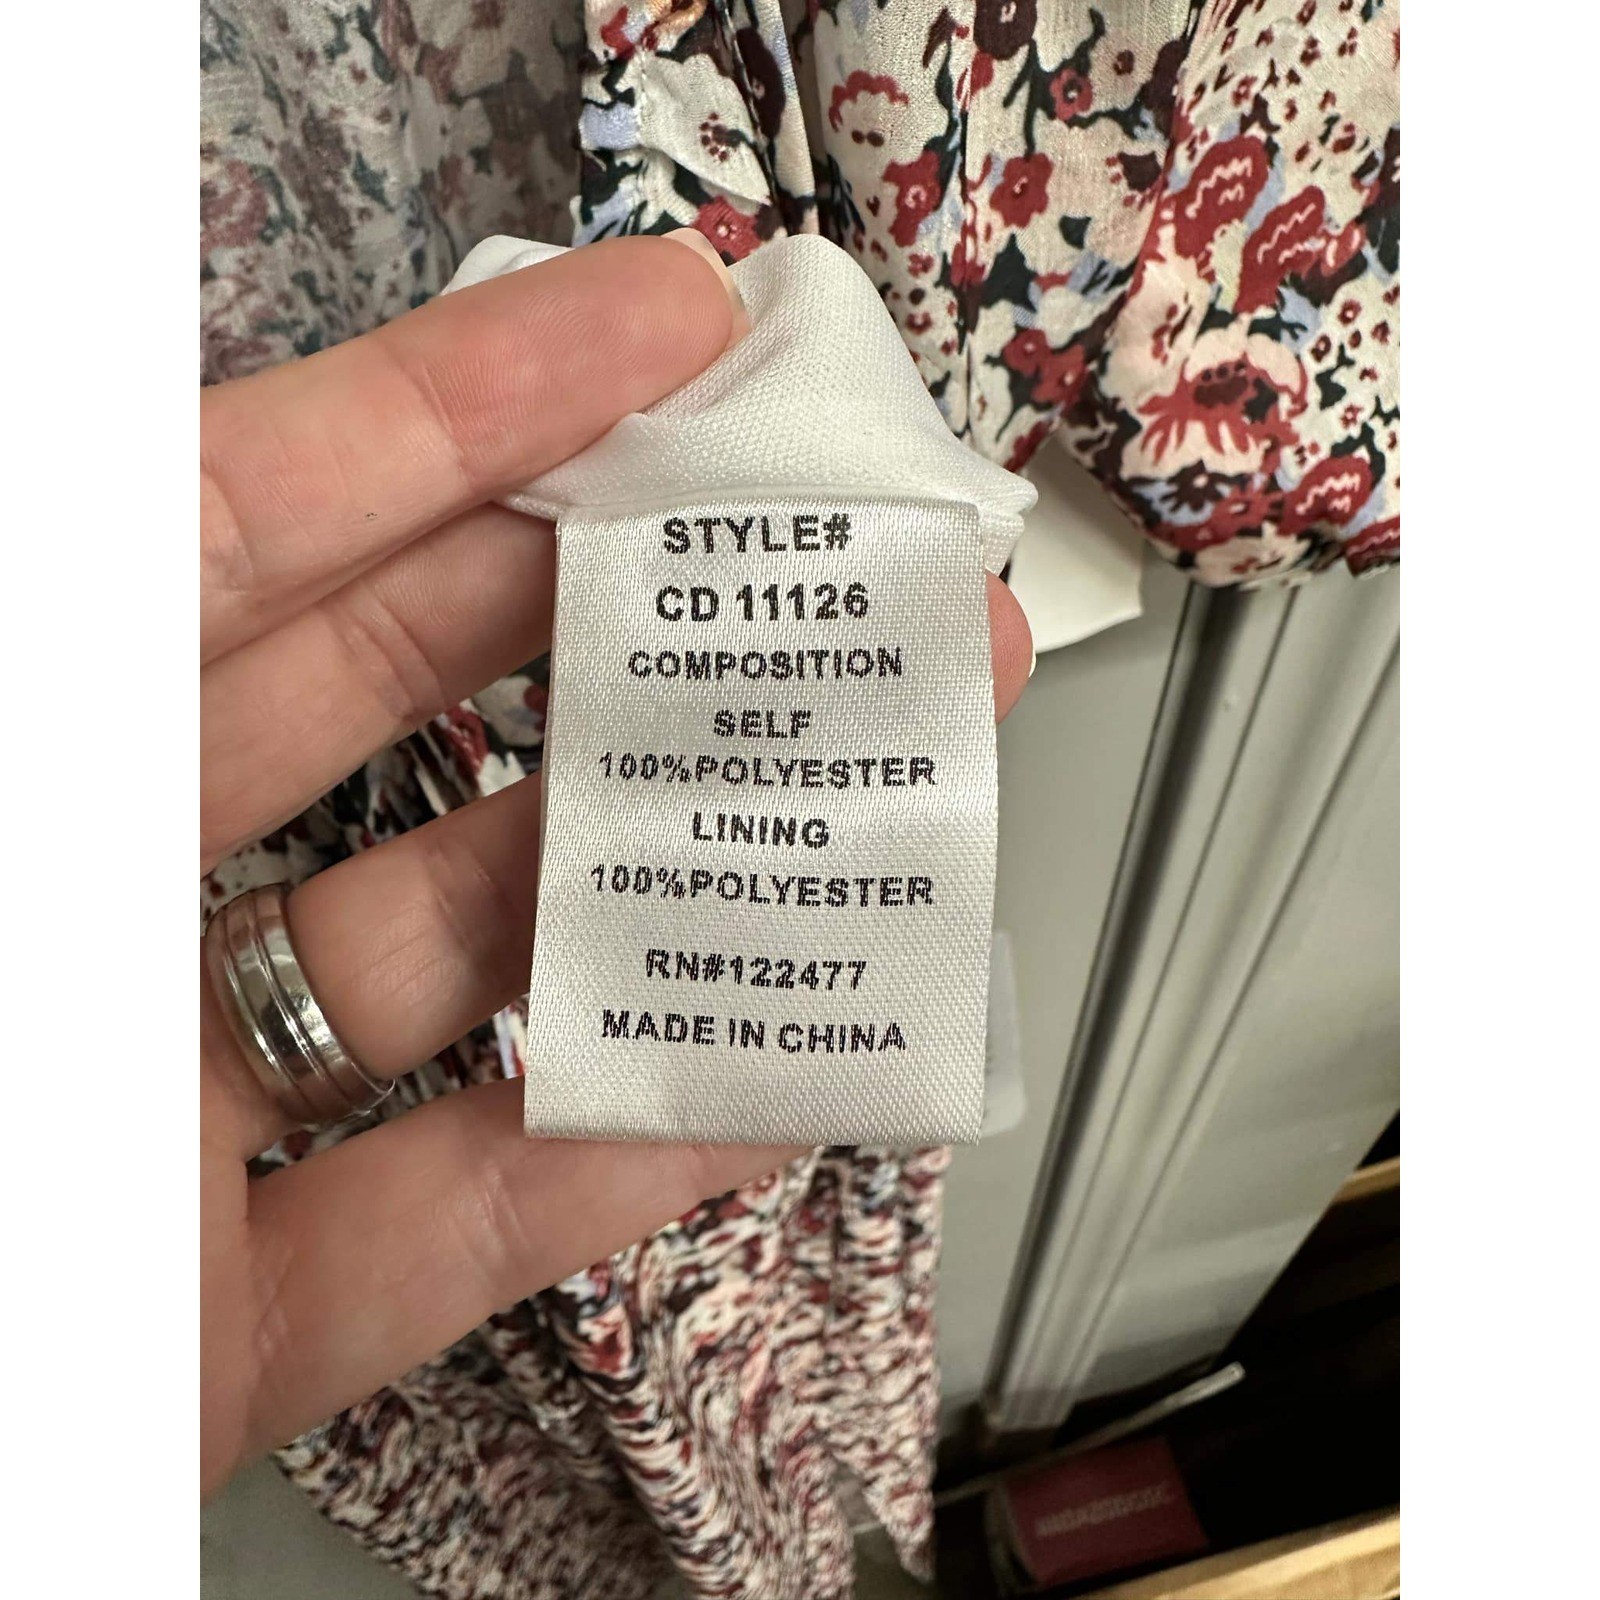 STYLE#
CD 11126
COMPOSITION
SELF
100%POLYESTER
LINING
100%POLYESTER
RN#122477
MADE IN CHINA